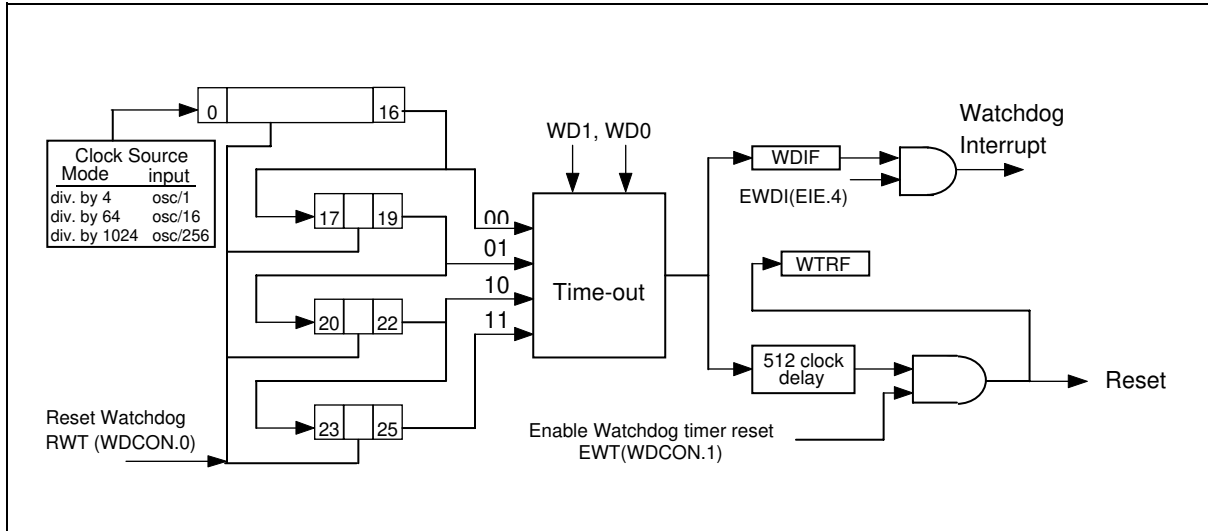 0 16
Clock Source
Mode input
div. by 4 osc/1
div. by 64 osc/16
div. by 1024 osc/256
17 19
20 22
23 25
Reset Watchdog
RWT (WDCON.0)
WD1, WD0
00
01
10
11
Time-out
WDIF
EWDI(EIE.4)
Watchdog
Interrupt
WTRF
512 clock
delay
Enable Watchdog timer reset
EWT(WDCON.1)
Reset